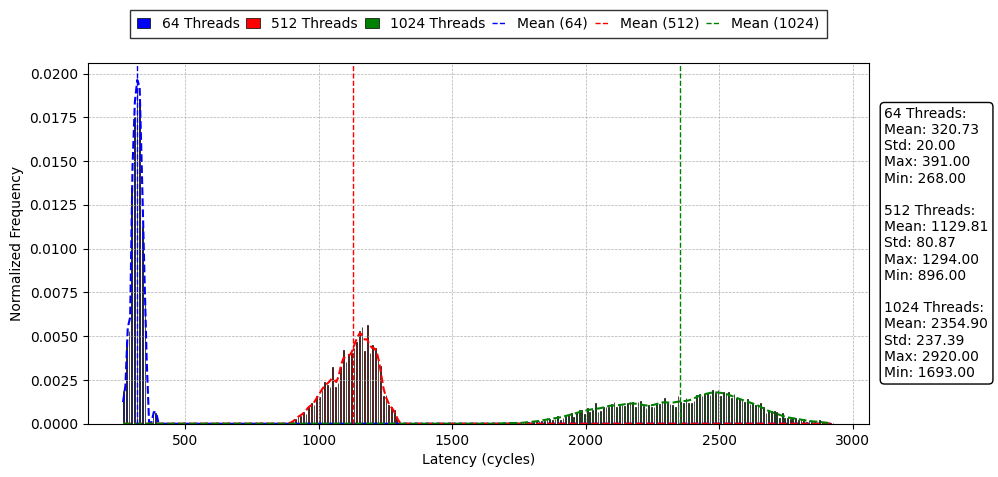 64 Threads 512 Threads 1024 Threads Mean (64) Mean (512) Mean (1024)
0.0200
0.0175
0.0150
0.0125
0.0100
0.0075
0.0050
0.0025
0.0000
Normalized Frequency
500 1000 1500 2000 2500 3000
Latency (cycles)
64 Threads:
Mean: 320.73
Std: 20.00
Max: 391.00
Min: 268.00
512 Threads:
Mean: 1129.81
Std: 80.87
Max: 1294.00
Min: 896.00
1024 Threads:
Mean: 2354.90
Std: 237.39
Max: 2920.00
Min: 1693.00